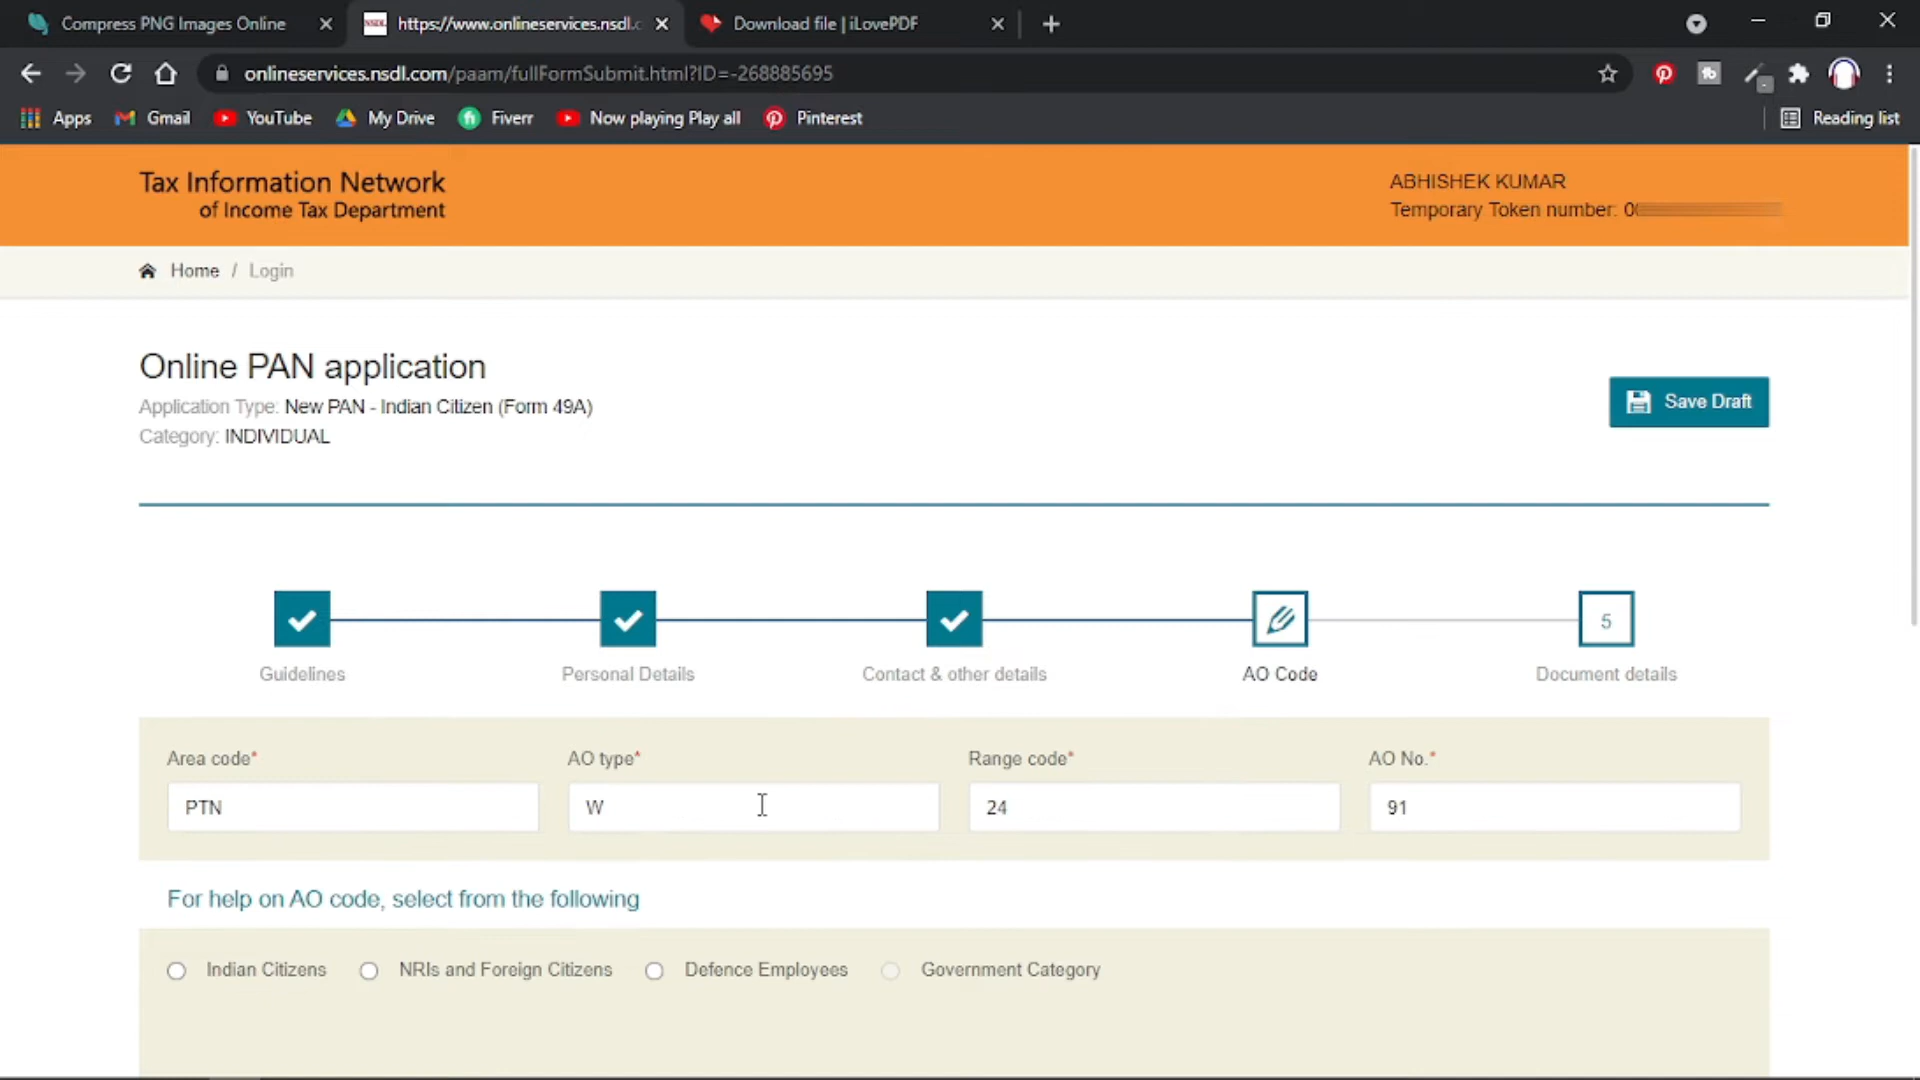 Compress PNG Images Online
https://www.onlineservices.nsdl.c
Download file | iLovePDF
onlineservices.nsdl.com/paam/fullFormSubmit.html?ID=-268885695
Apps Gmail YouTube My Drive Fiverr Now playing Play all Pinterest Reading list
Tax Information Network
of Income Tax Department
ABHISHEK KUMAR
Temporary Token number: 0
Home / Login
Online PAN application
Application Type: New PAN - Indian Citizen (Form 49A)
Category: INDIVIDUAL
Save Draft
5
Guidelines Personal Details Contact & other details AO Code Document details
Area code* AO type* Range code* AO No.*
PTN W 24 91
For help on AO code, select from the following
Indian Citizens NRIs and Foreign Citizens Defence Employees Government Category